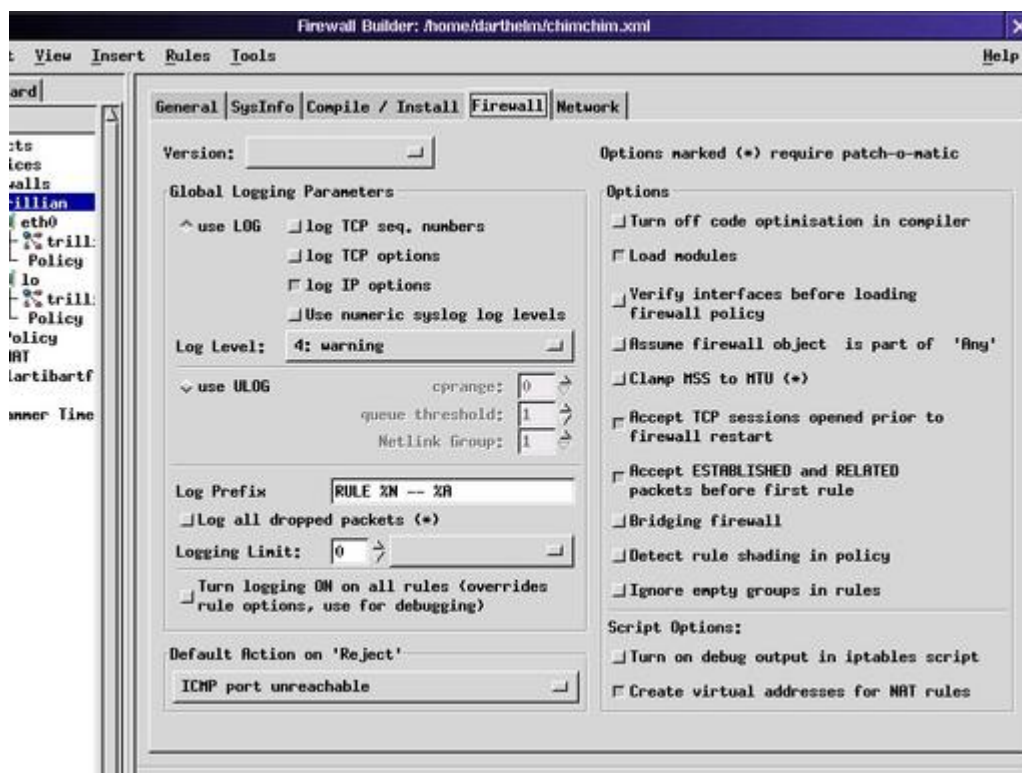 Firewall Builder: /home/darthelm/chimchim.xml
View Insert Rules Tools Help
ard
General SysInfo Compile / Install Firewall Network
cts
ices
walls
rillian
eth0
trill:
Policy
lo
trill:
Policy
Policy
NAT
lartibartf
ammer Time
Version:
Options marked (*) require patch-o-matic
Global Logging Parameters
use LOG
log TCP seq. numbers
log TCP options
log IP options
Use numeric syslog log levels
Log Level: 4: warning
use ULOG
cprange: 0
queue threshold: 1
Netlink Group: 1
Log Prefix RULE %N -- %A
Log all dropped packets (*)
Logging Limit: 0
Turn logging ON on all rules (overrides
rule options, use for debugging)
Default Action on 'Reject'
ICMP port unreachable
Options
Turn off code optimisation in compiler
Load modules
Verify interfaces before loading
firewall policy
Assume firewall object is part of 'Any'
Clamp MSS to MTU (*)
Accept TCP sessions opened prior to
firewall restart
Accept ESTABLISHED and RELATED
packets before first rule
Bridging firewall
Detect rule shading in policy
Ignore empty groups in rules
Script Options:
Turn on debug output in iptables script
Create virtual addresses for NAT rules